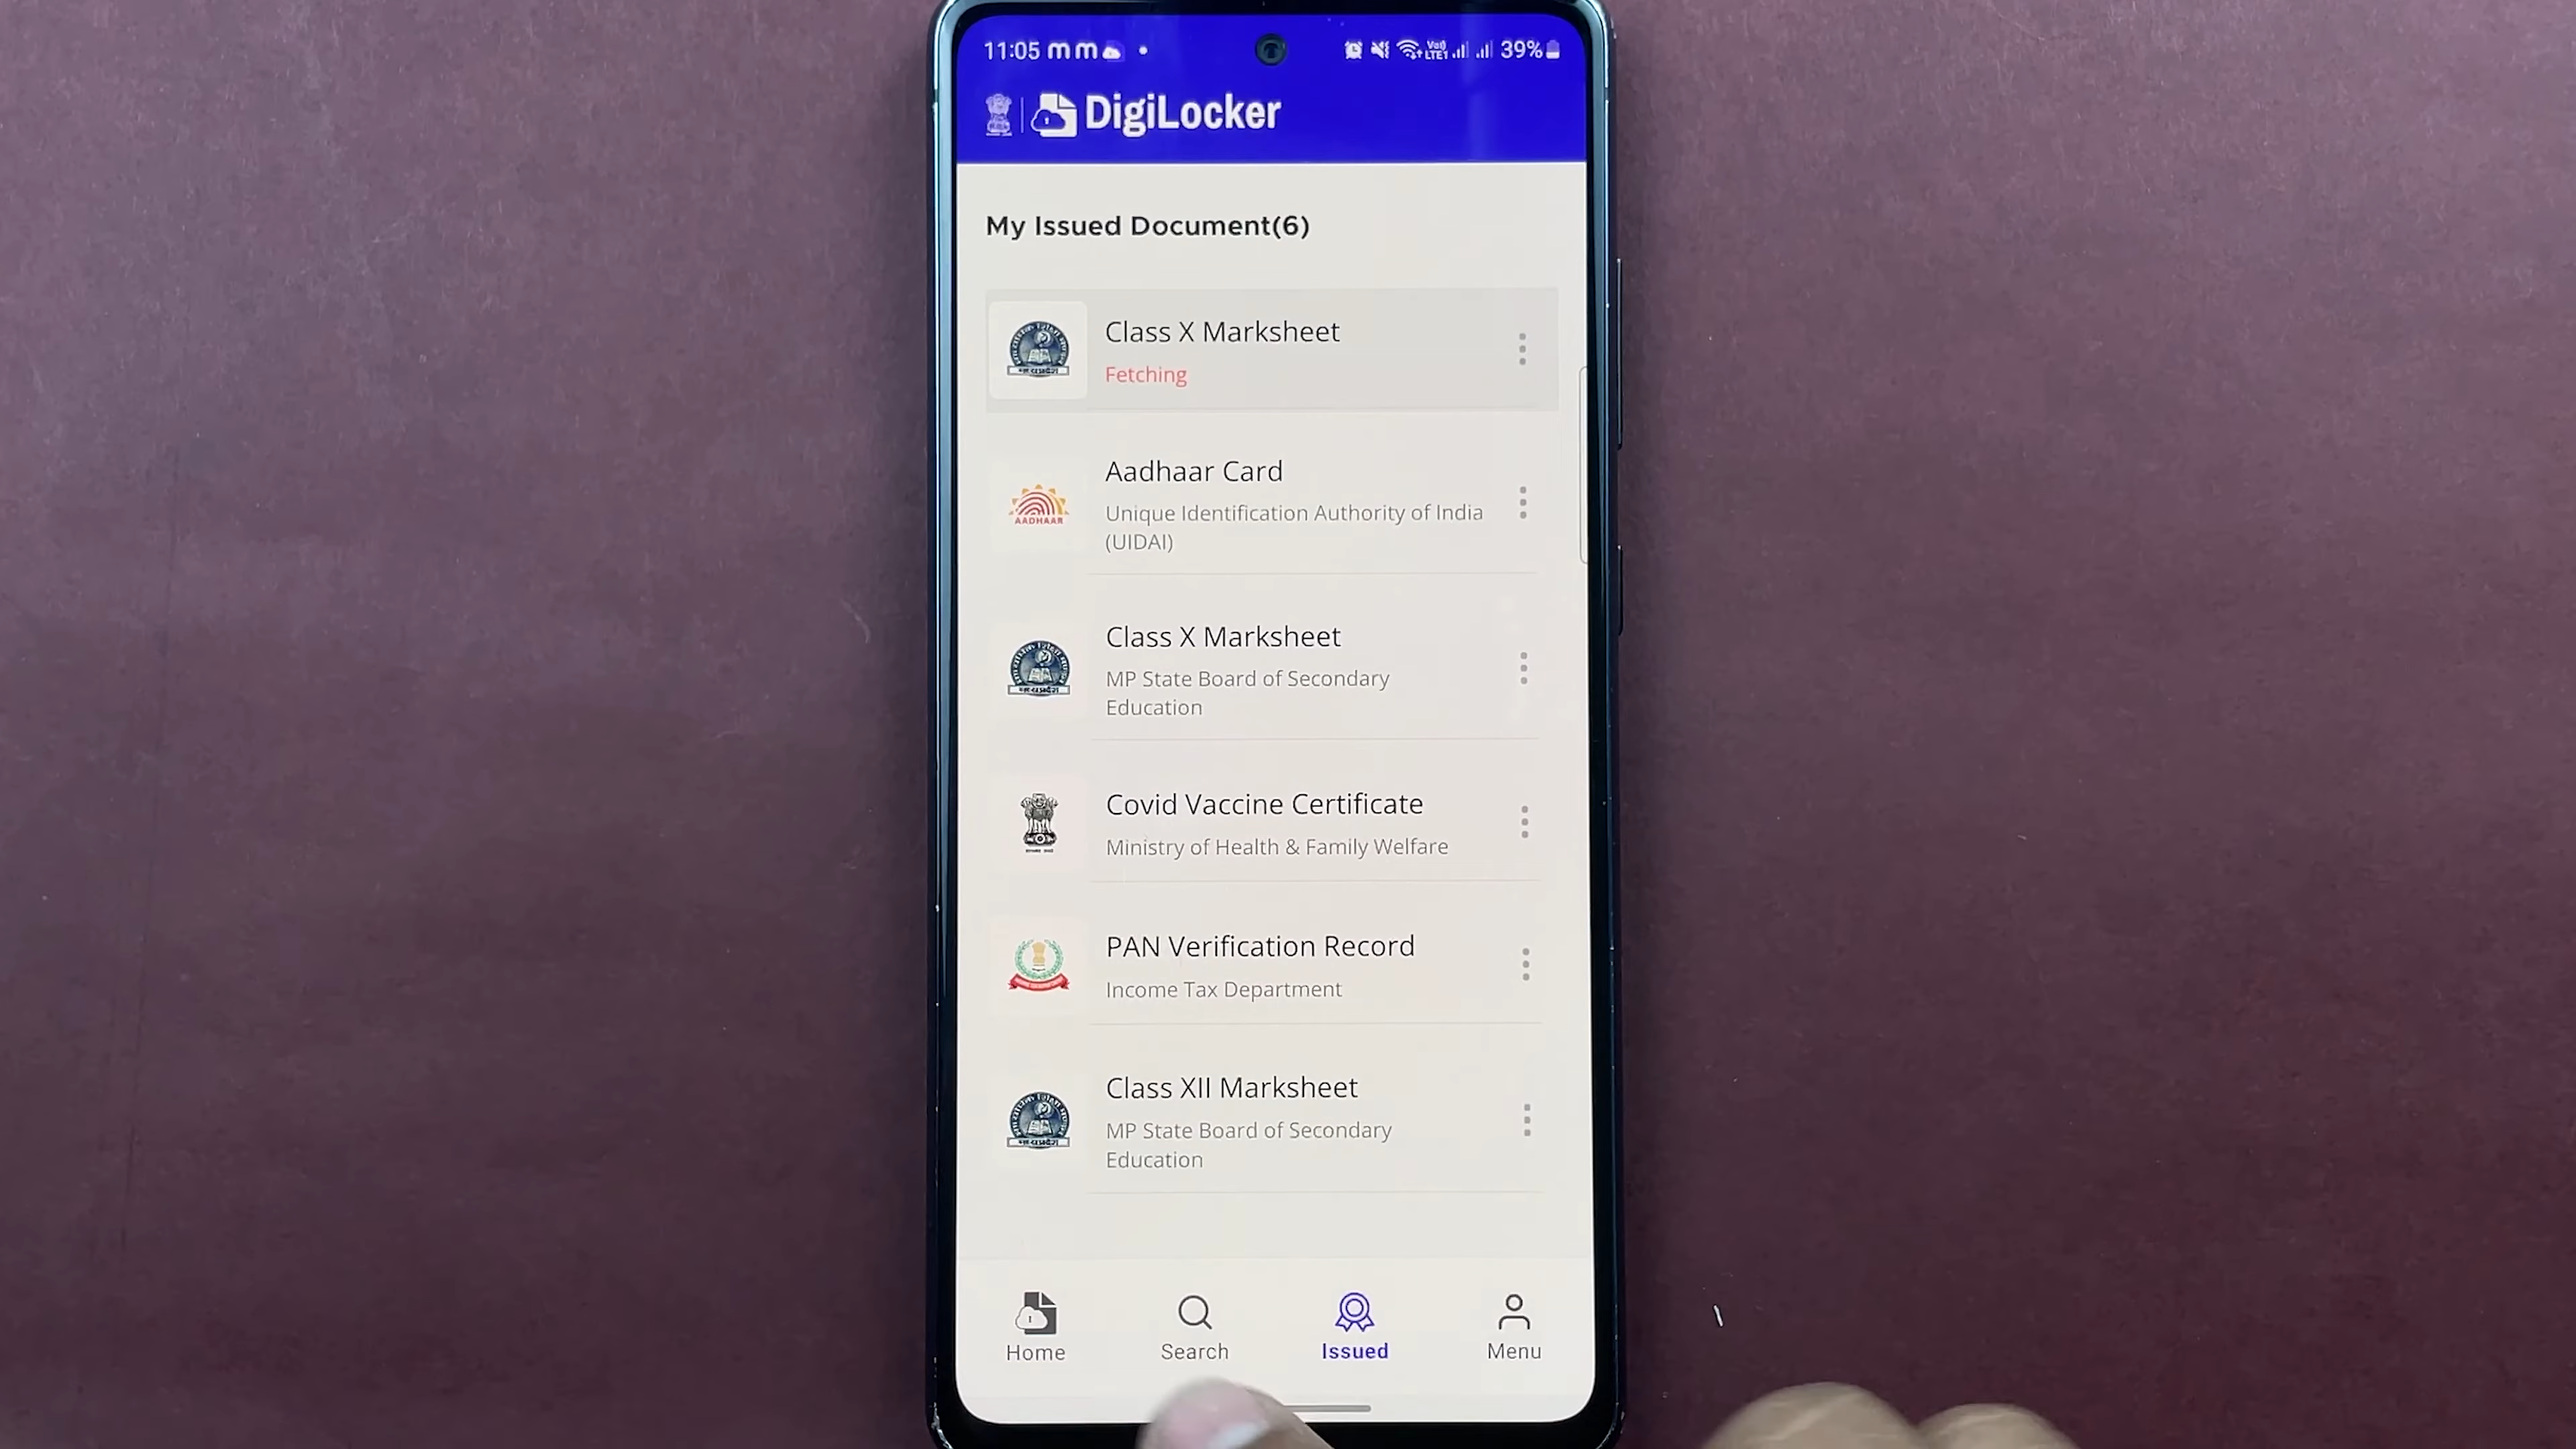 11:05
39%
DigiLocker
My Issued Document(6)
Class X Marksheet
Fetching
Aadhaar Card
Unique Identification Authority of India
(UIDAI)
AADHAAR
Class X Marksheet
MP State Board of Secondary
Education
Covid Vaccine Certificate
Ministry of Health & Family Welfare
PAN Verification Record
Income Tax Department
Class XII Marksheet
MP State Board of Secondary
Education
Home Search Issued Menu